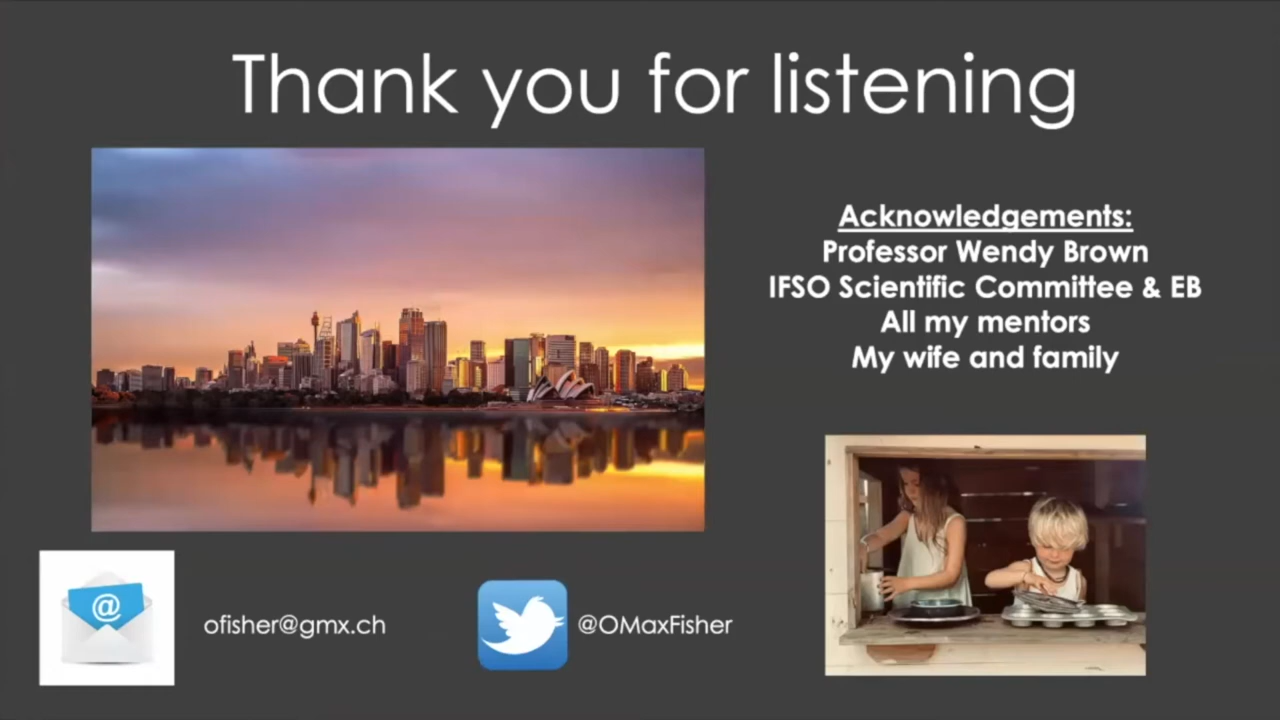 Thank you for listening
Acknowledgements:
Professor Wendy Brown
IFSO Scientific Committee & EB
All my mentors
My wife and family
@
ofisher@gmx.ch
@OMaxFisher